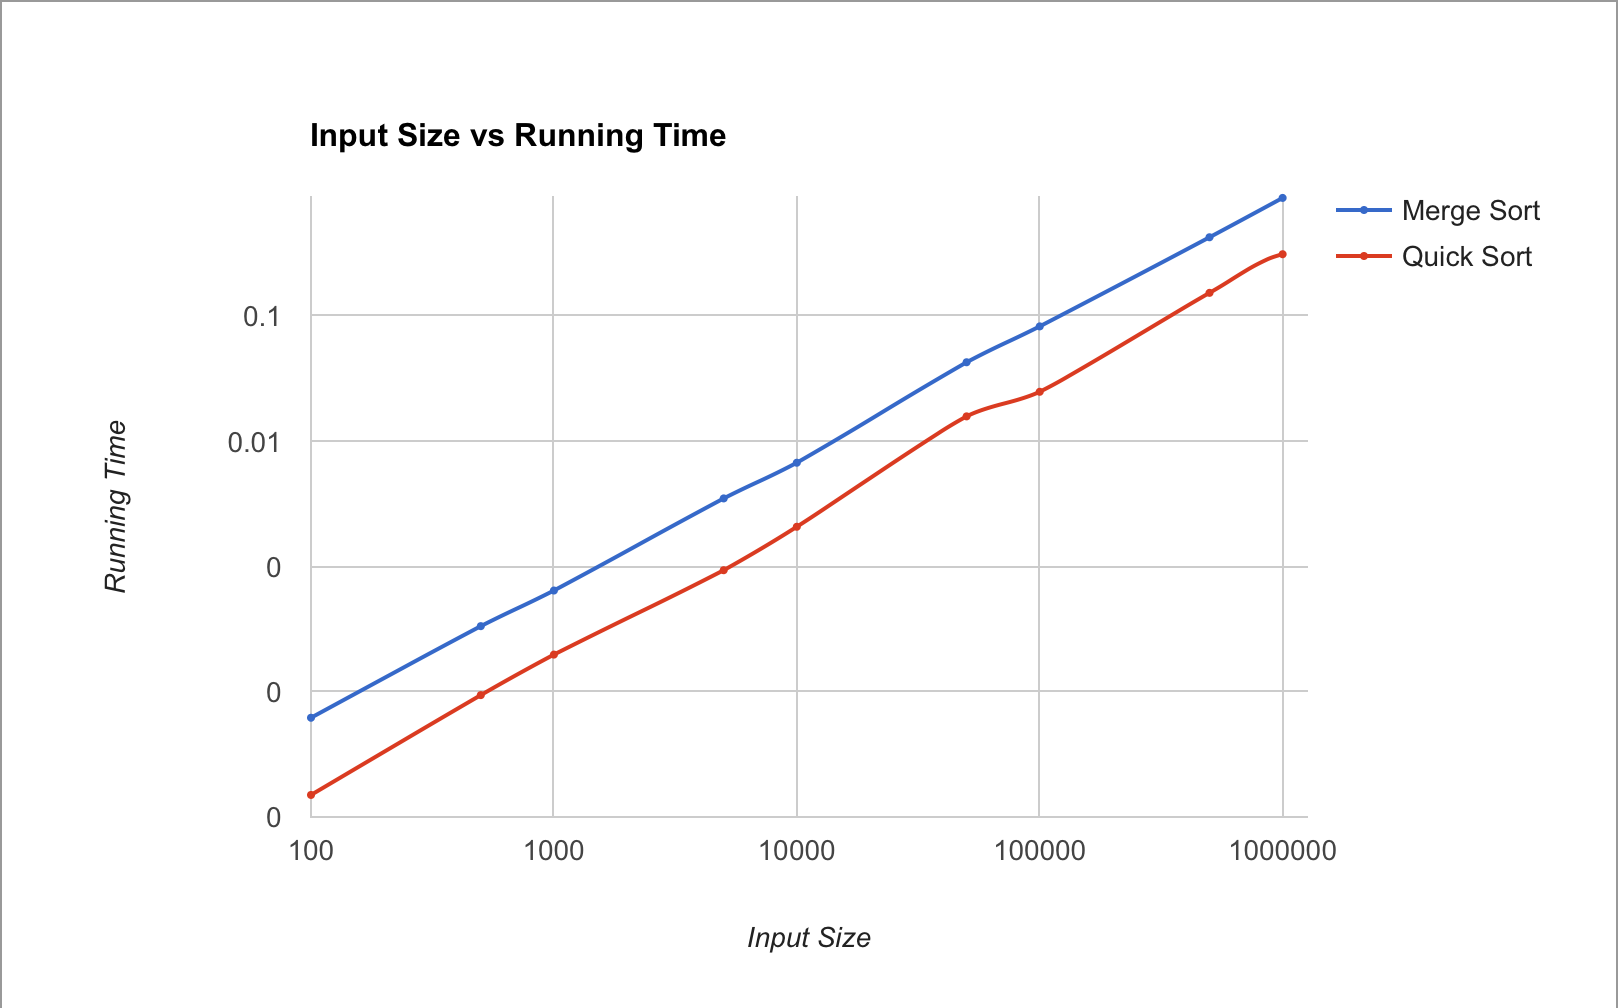 Input Size vs Running Time
Merge Sort
Quick Sort
0.1
0.01
0
0
0
Running Time
100 1000 10000 100000 1000000
Input Size